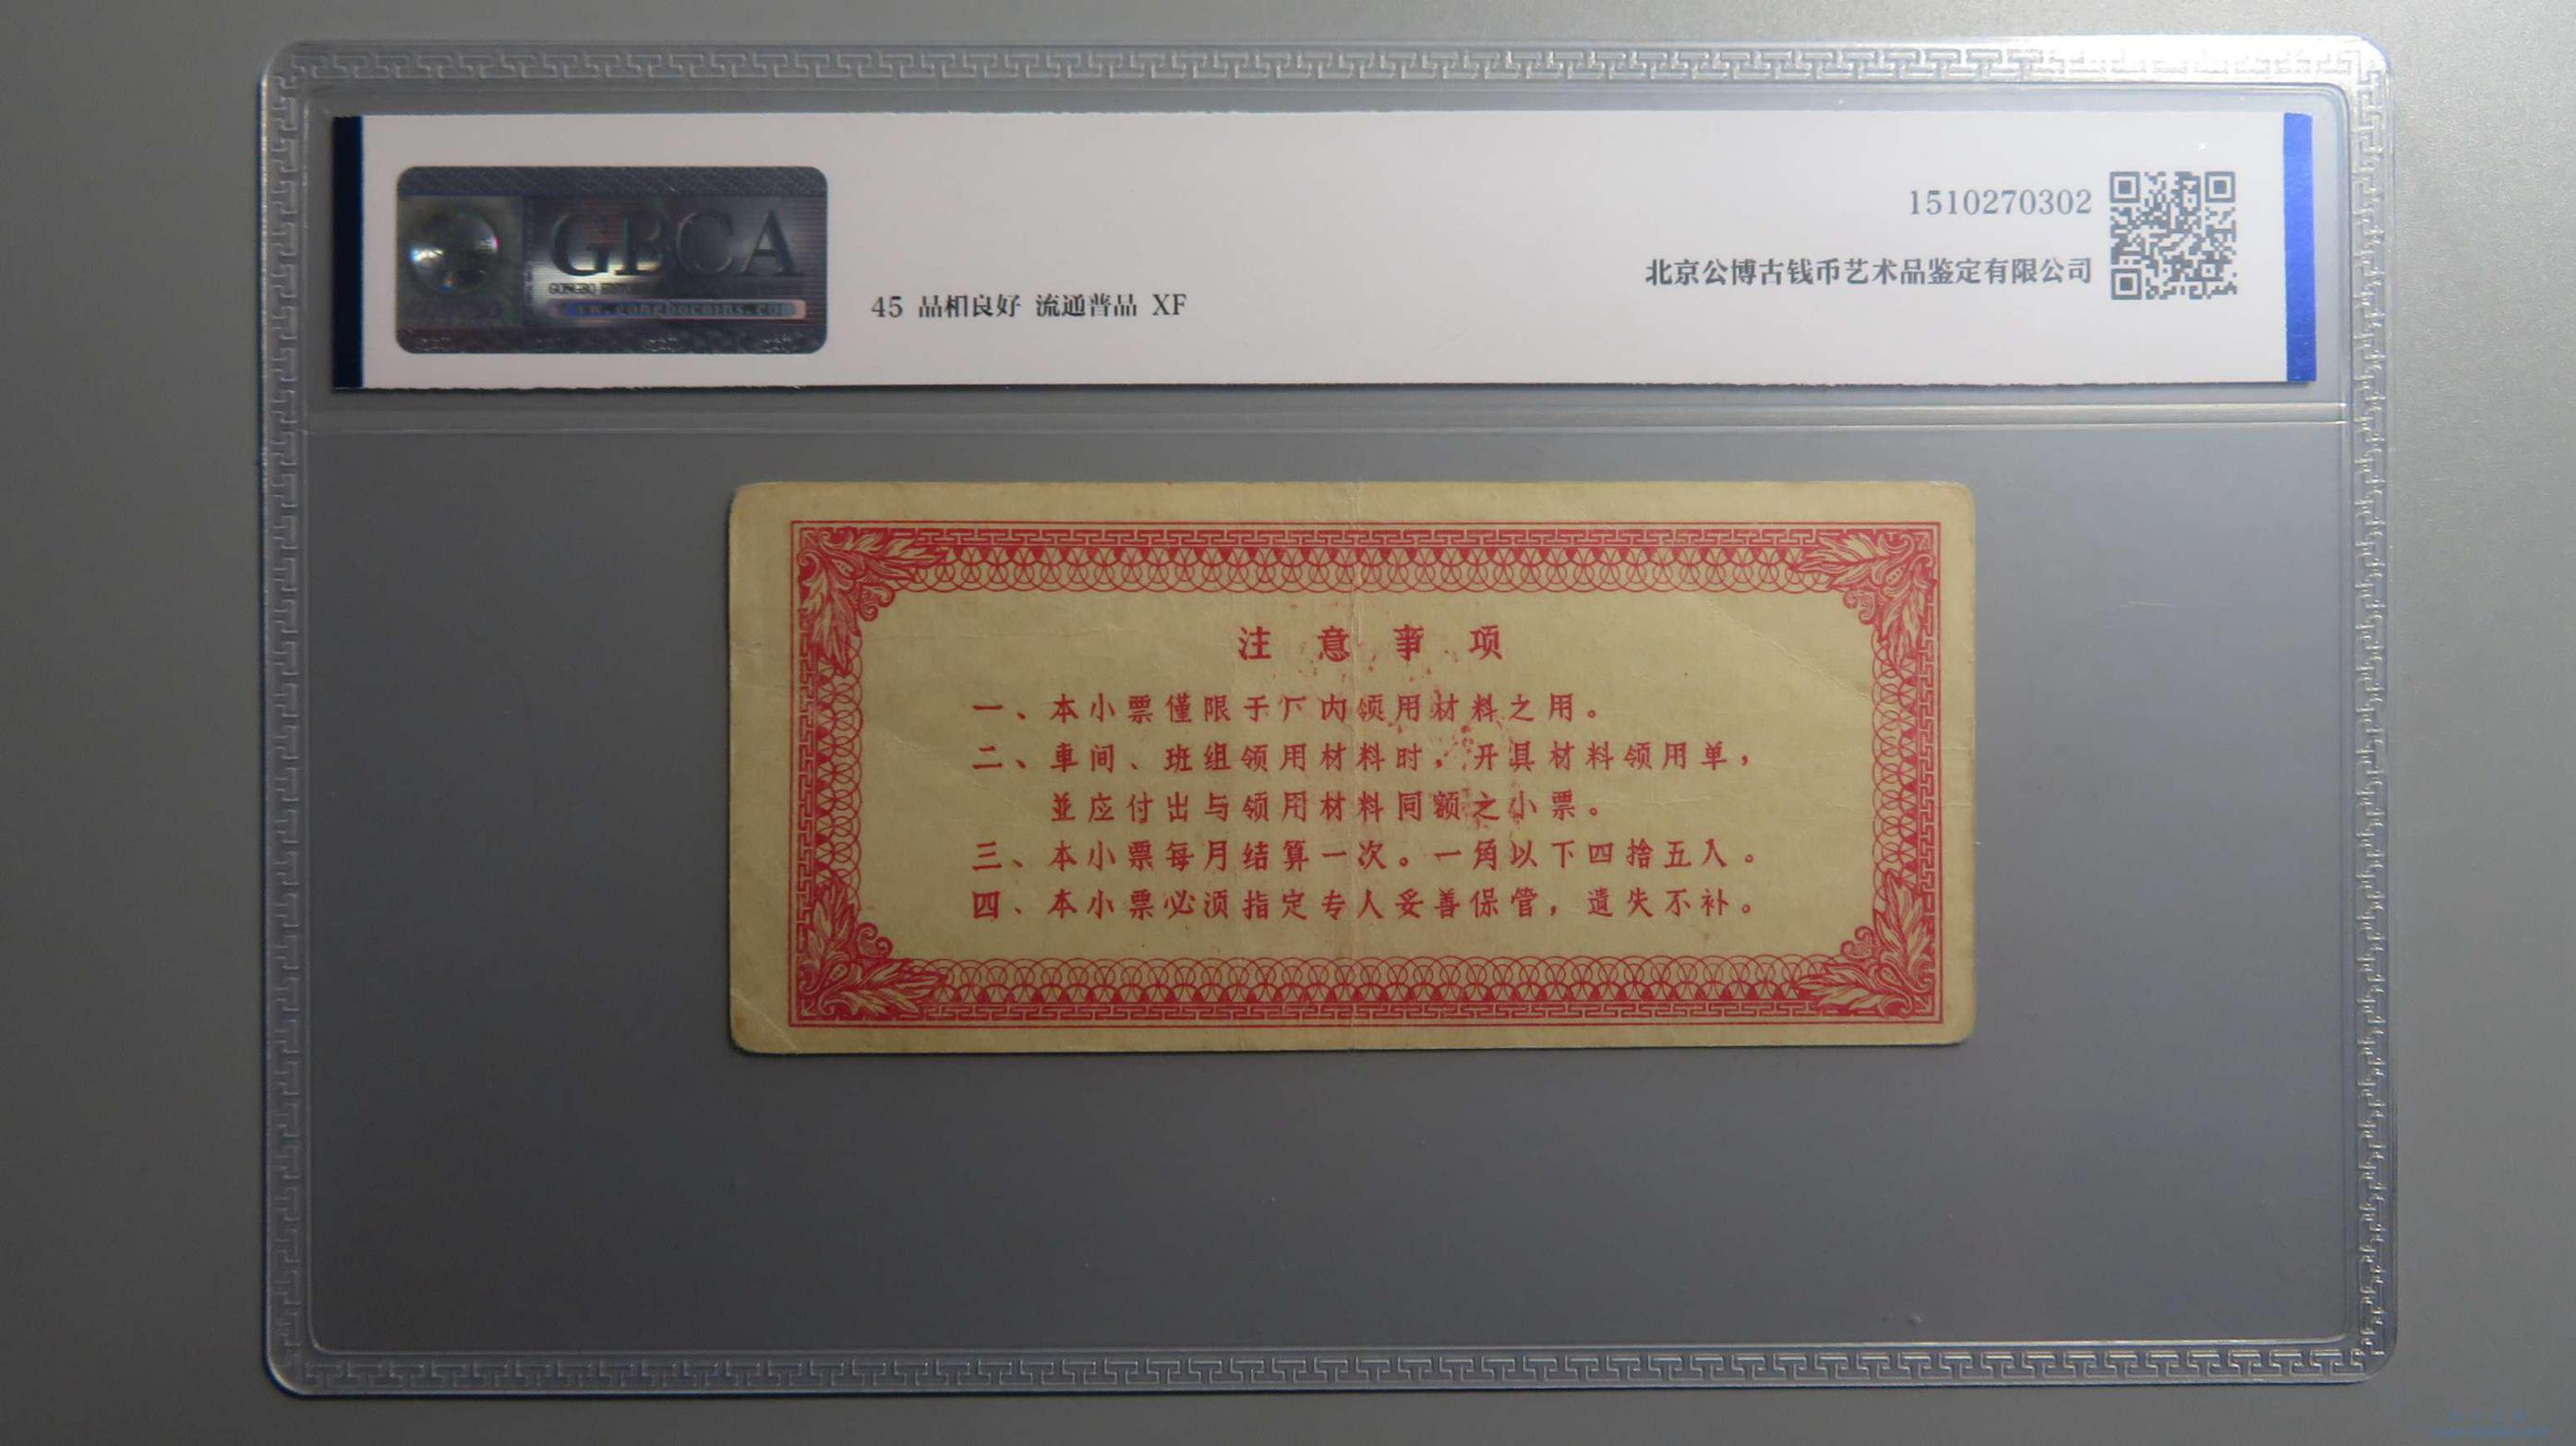 GBCA
www.gongbocoins.com
45 品相良好 流通普品 XF
1510270302
北京公博古钱币艺术品鉴定有限公司
注意事项
一、本小票僅限于厂内领用材料之用。
二、車间、班组领用材料时，开具材料领用单，
並应付出与领用材料同额之小票。
三、本小票每月结算一次。一角以下四捨五入。
四、本小票必须指定专人妥善保管，遗失不补。